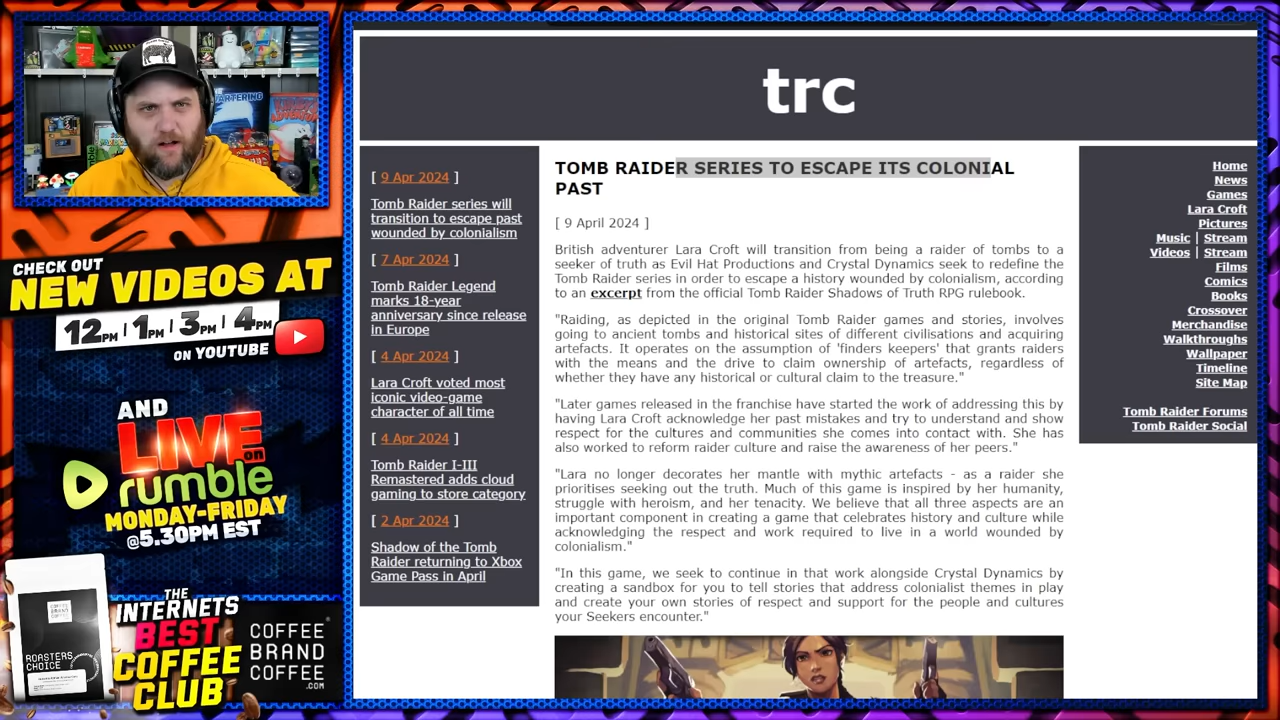 CHECK OUT
NEW VIDEOS AT
12PM | 1PM | 3PM | 4PM
ON YOUTUBE
AND
LIVE
on
rumble
MONDAY-FRIDAY
@5.30PM EST
THE
INTERNETS
BEST
COFFEE
CLUB
COFFEE
BRAND
COFFEE
.COM
ROASTERS
CHOICE
trc
[ 9 Apr 2024 ]
Tomb Raider series will
transition to escape past
wounded by colonialism
[ 7 Apr 2024 ]
Tomb Raider Legend
marks 18-year
anniversary since release
in Europe
[ 4 Apr 2024 ]
Lara Croft voted most
iconic video-game
character of all time
[ 4 Apr 2024 ]
Tomb Raider I-III
Remastered adds cloud
gaming to store category
[ 2 Apr 2024 ]
Shadow of the Tomb
Raider returning to Xbox
Game Pass in April
TOMB RAIDER SERIES TO ESCAPE ITS COLONIAL
PAST
[ 9 April 2024 ]
British adventurer Lara Croft will transition from being a raider of tombs to a
seeker of truth as Evil Hat Productions and Crystal Dynamics seek to redefine the
Tomb Raider series in order to escape a history wounded by colonialism, according
to an excerpt from the official Tomb Raider Shadows of Truth RPG rulebook.
"Raiding, as depicted in the original Tomb Raider games and stories, involves
going to ancient tombs and historical sites of different civilisations and acquiring
artefacts. It operates on the assumption of 'finders keepers' that grants raiders
with the means and the drive to claim ownership of artefacts, regardless of
whether they have any historical or cultural claim to the treasure."
"Later games released in the franchise have started the work of addressing this by
having Lara Croft acknowledge her past mistakes and try to understand and show
respect for the cultures and communities she comes into contact with. She has
also worked to reform raider culture and raise the awareness of her peers."
"Lara no longer decorates her mantle with mythic artefacts - as a raider she
prioritises seeking out the truth. Much of this game is inspired by her humanity,
struggle with heroism, and her tenacity. We believe that all three aspects are an
important component in creating a game that celebrates history and culture while
acknowledging the respect and work required to live in a world wounded by
colonialism."
"In this game, we seek to continue in that work alongside Crystal Dynamics by
creating a sandbox for you to tell stories that address colonialist themes in play
and create your own stories of respect and support for the people and cultures
your Seekers encounter."
Home
News
Games
Lara Croft
Pictures
Music | Stream
Videos | Stream
Films
Comics
Books
Crossover
Merchandise
Walkthroughs
Wallpaper
Timeline
Site Map
Tomb Raider Forums
Tomb Raider Social